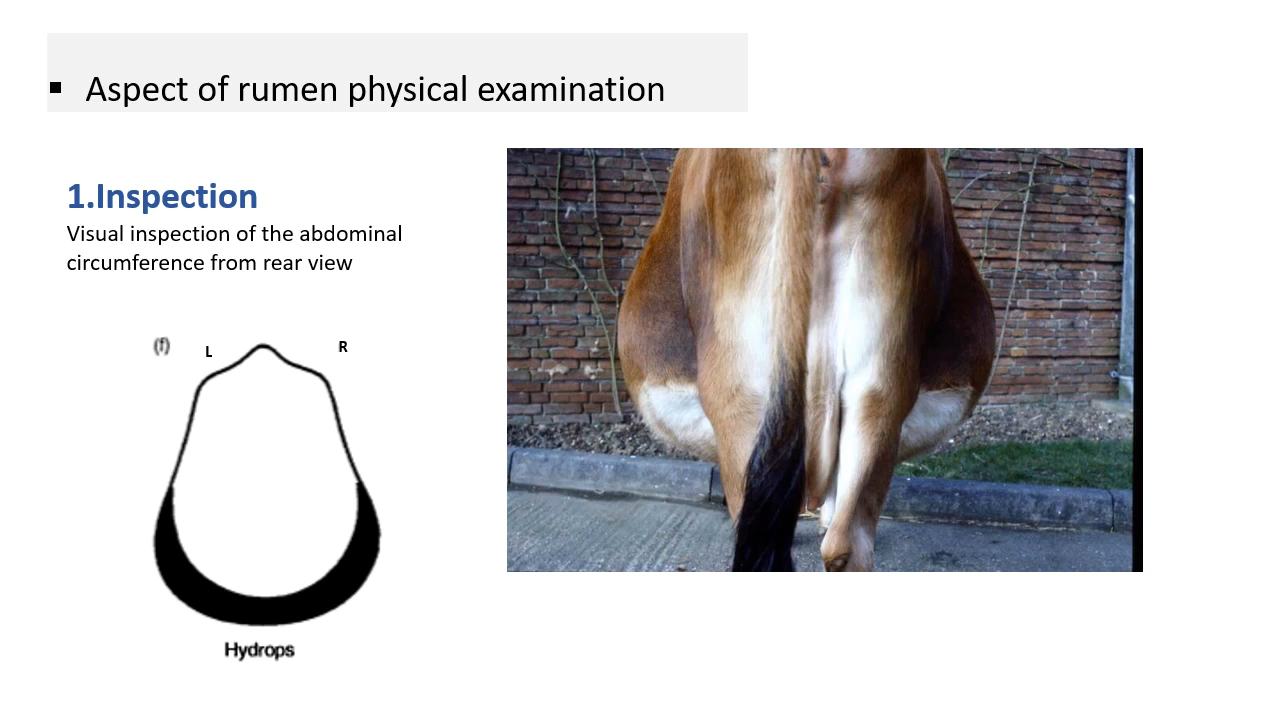 ▪ Aspect of rumen physical examination
1.Inspection
Visual inspection of the abdominal
circumference from rear view
(f)
L
R
Hydrops